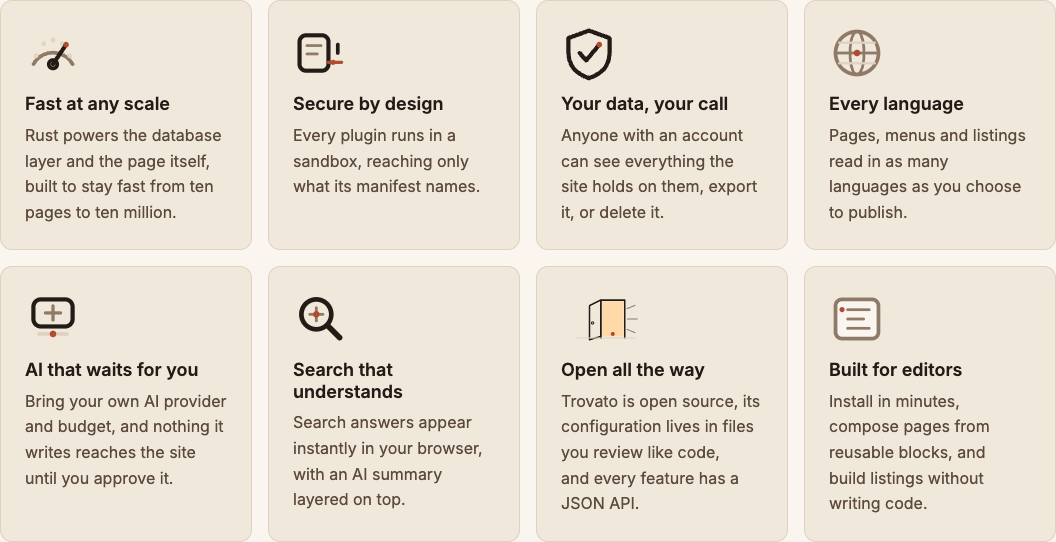 Fast at any scale
Rust powers the database
layer and the page itself,
built to stay fast from ten
pages to ten million.
Secure by design
Every plugin runs in a
sandbox, reaching only
what its manifest names.
Your data, your call
Anyone with an account
can see everything the
site holds on them, export
it, or delete it.
Every language
Pages, menus and listings
read in as many
languages as you choose
to publish.
AI that waits for you
Bring your own AI provider
and budget, and nothing it
writes reaches the site
until you approve it.
Search that
understands
Search answers appear
instantly in your browser,
with an AI summary
layered on top.
Open all the way
Trovato is open source, its
configuration lives in files
you review like code,
and every feature has a
JSON API.
Built for editors
Install in minutes,
compose pages from
reusable blocks, and
build listings without
writing code.